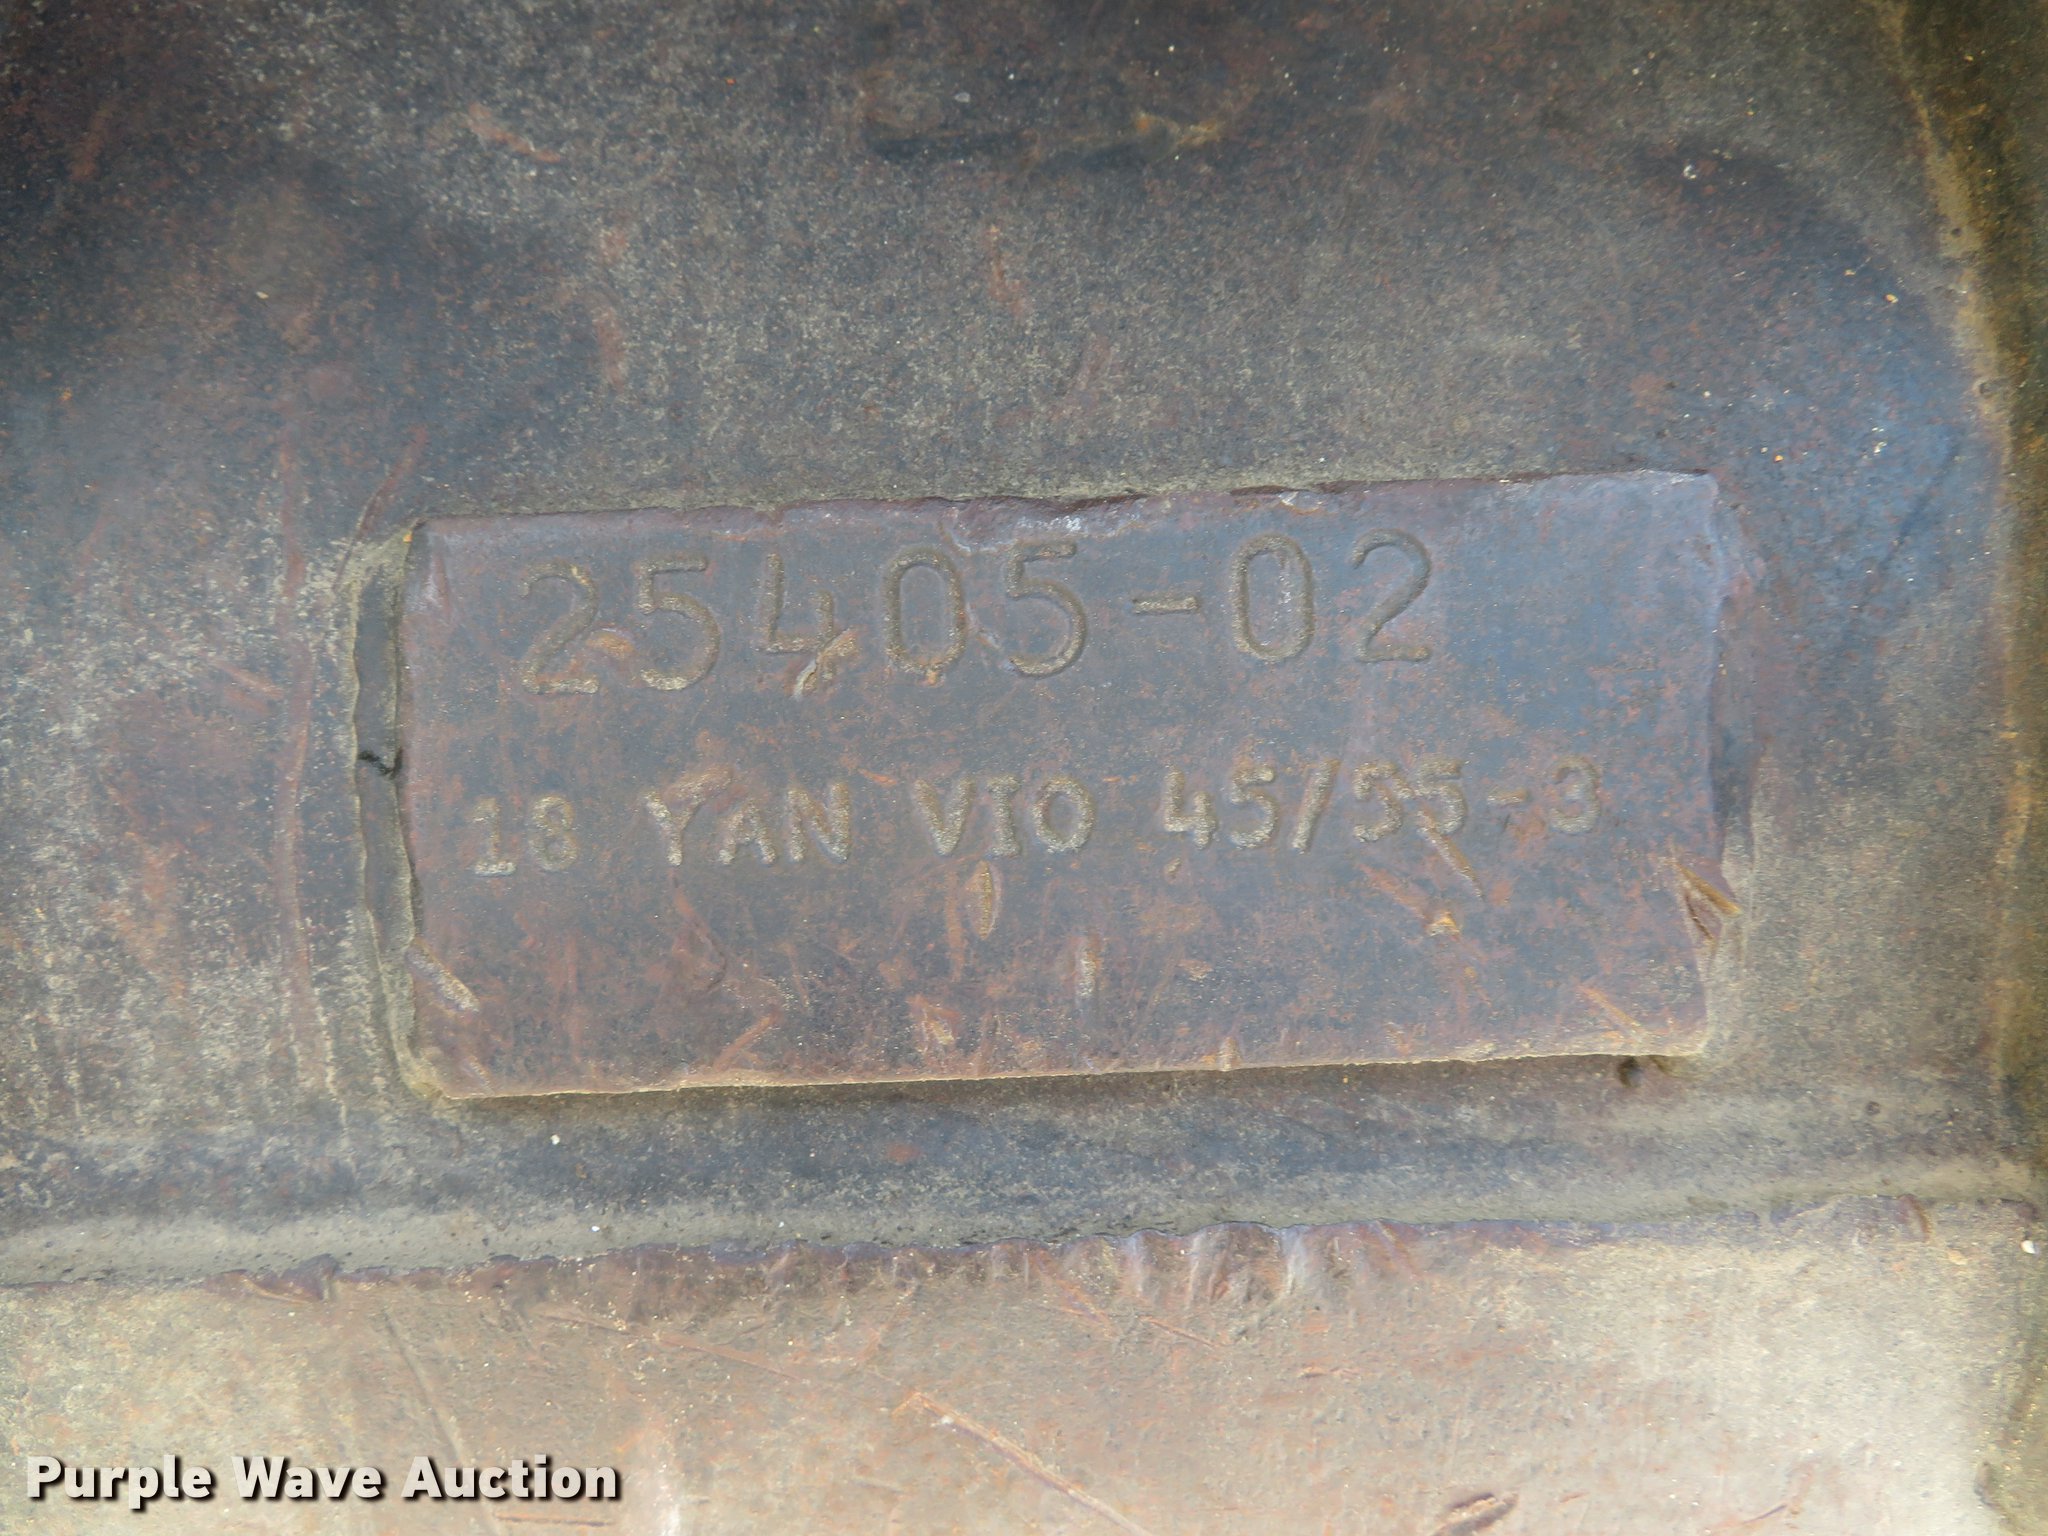 25405-02
18 YAN VIO 45/55-3
Purple Wave Auction